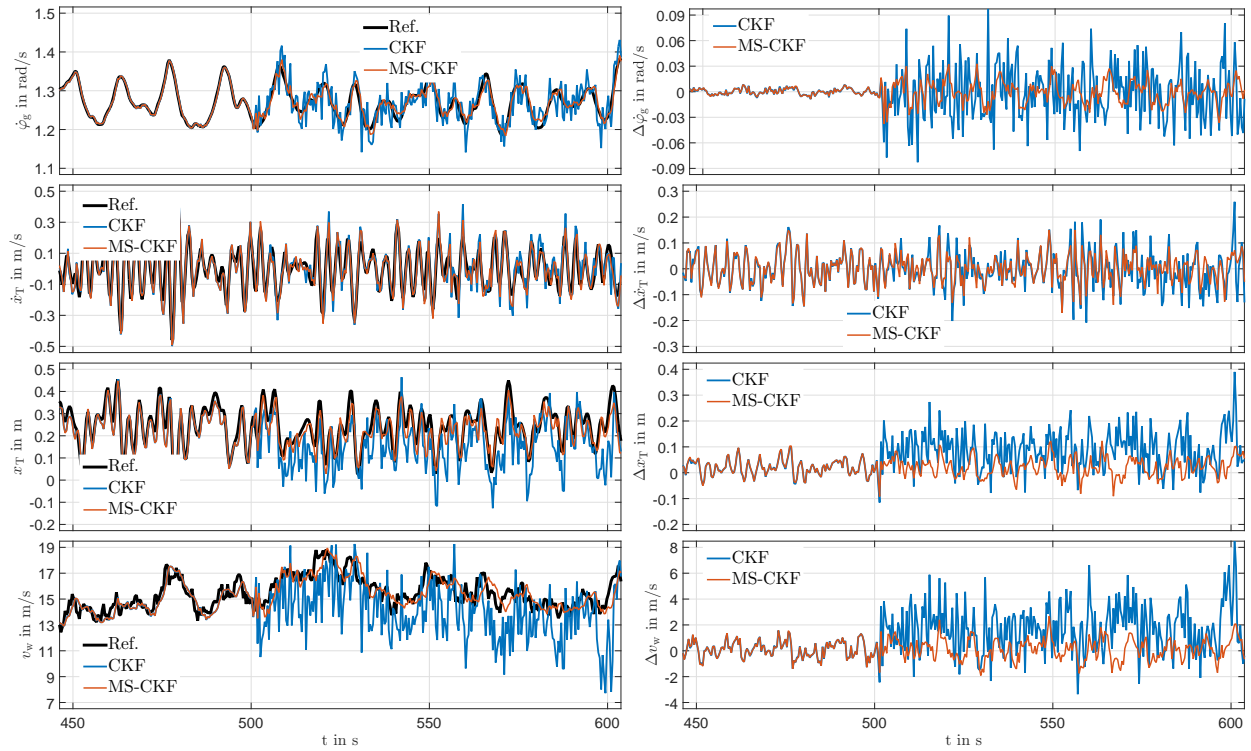 1.5
1.4
1.3
1.2
1.1
φ̇g in rad/s
Ref.
CKF
MS-CKF
0.09
0.06
0.03
0
-0.03
-0.06
-0.09
Δφ̇g in rad/s
CKF
MS-CKF
0.5
0.3
0.1
-0.1
-0.3
-0.5
ẋT in m/s
Ref.
CKF
MS-CKF
0.3
0.2
0.1
0
-0.1
-0.2
0.3
ΔẋT in m/s
CKF
MS-CKF
0.5
0.4
0.3
0.2
0.1
0
-0.1
-0.2
xT in m
Ref.
CKF
MS-CKF
0.4
0.3
0.2
0.1
0
-0.1
0.2
ΔxT in m
CKF
MS-CKF
19
17
15
13
11
9
7
vw in m/s
Ref.
CKF
MS-CKF
450
500
550
600
t in s
8
6
4
2
0
-2
-4
Δvw in m/s
CKF
MS-CKF
450
500
550
600
t in s